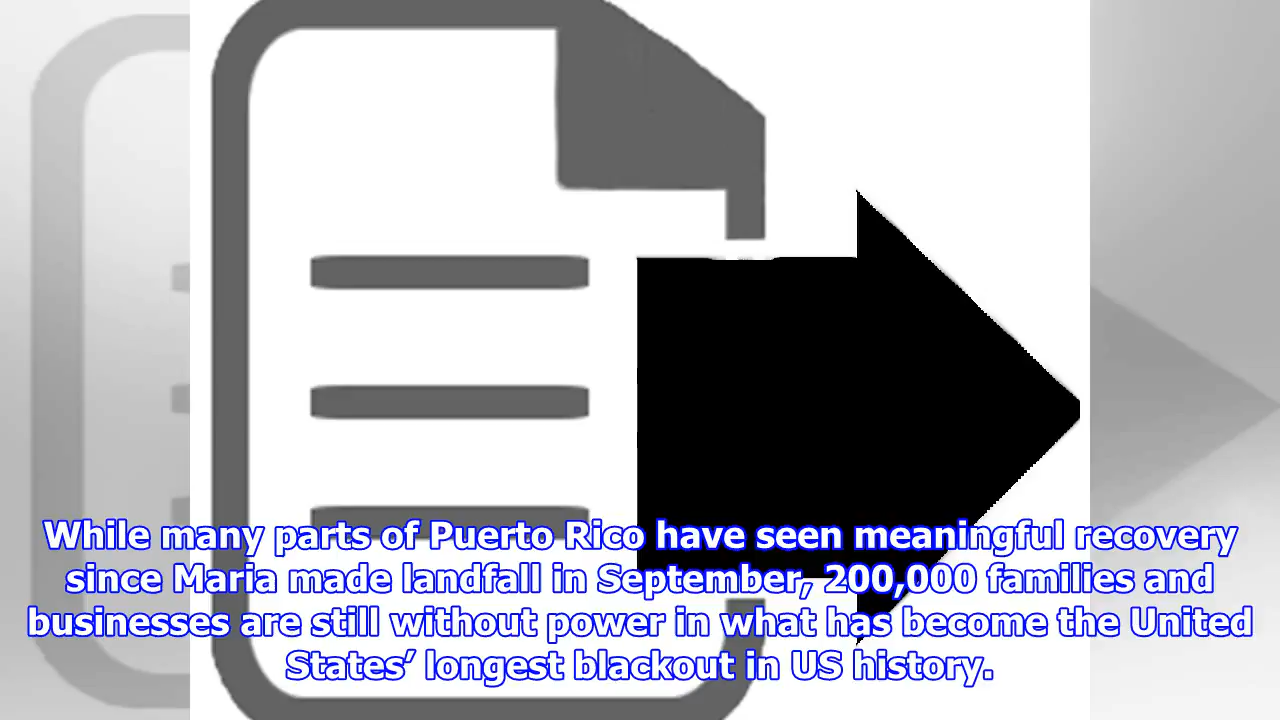 While many parts of Puerto Rico have seen meaningful recovery
since Maria made landfall in September, 200,000 families and
businesses are still without power in what has become the United
States’ longest blackout in US history.